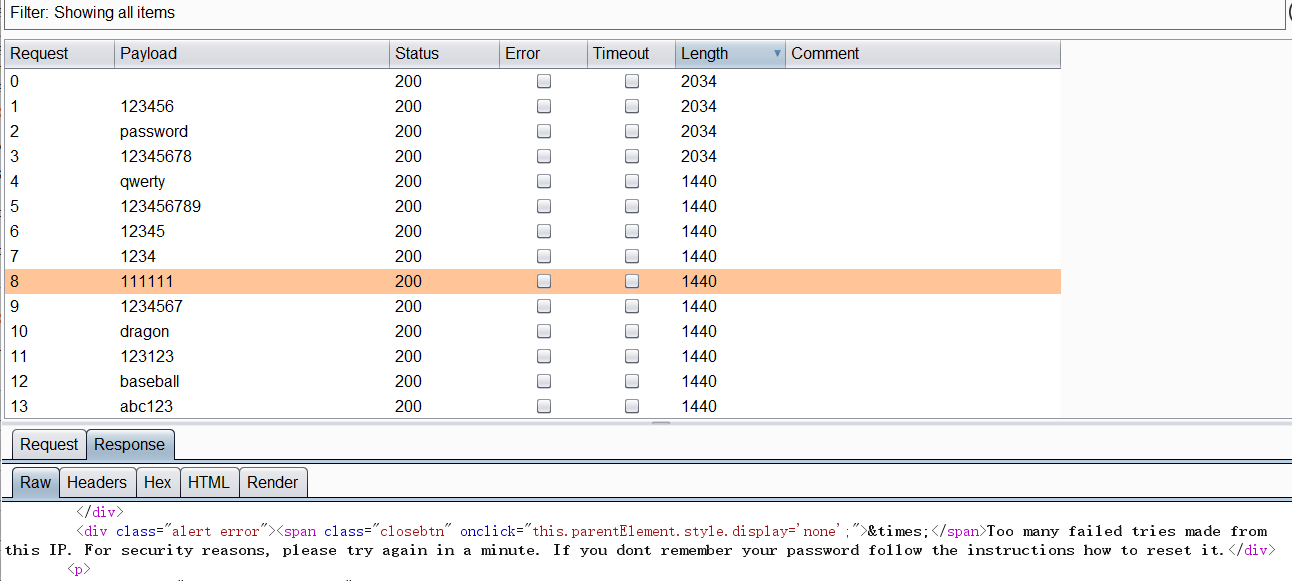 Filter: Showing all items
Request Payload Status Error Timeout Length Comment
0 200 2034
1 123456 200 2034
2 password 200 2034
3 12345678 200 2034
4 qwerty 200 1440
5 123456789 200 1440
6 12345 200 1440
7 1234 200 1440
8 111111 200 1440
9 1234567 200 1440
10 dragon 200 1440
11 123123 200 1440
12 baseball 200 1440
13 abc123 200 1440
Request Response
Raw Headers Hex HTML Render
</div>
<div class="alert error"><span class="closebtn" onclick="this.parentElement.style.display='none';">&times;</span>Too many failed tries made from
this IP. For security reasons, please try again in a minute. If you dont remember your password follow the instructions how to reset it.</div>
<p>